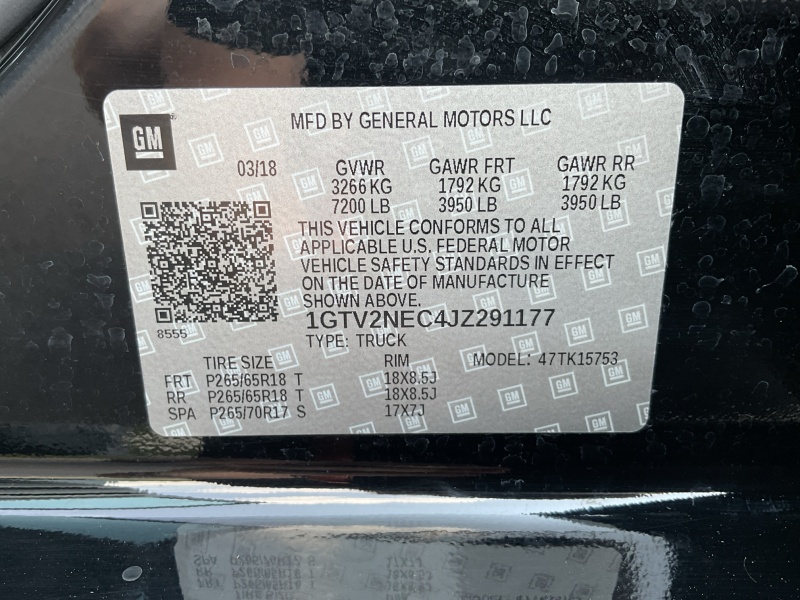 GM
MFD BY GENERAL MOTORS LLC
03/18 GVWR GAWR FRT GAWR RR
3266 KG 1792 KG 1792 KG
7200 LB 3950 LB 3950 LB
THIS VEHICLE CONFORMS TO ALL
APPLICABLE U.S. FEDERAL MOTOR
VEHICLE SAFETY STANDARDS IN EFFECT
ON THE DATE OF MANUFACTURE
SHOWN ABOVE.
8555
1GTV2NEC4JZ291177
TYPE: TRUCK
TIRE SIZE RIM MODEL: 47TK15753
FRT P265/65R18 T 18X8.5J
RR P265/65R18 T 18X8.5J
SPA P265/70R17 S 17X7J